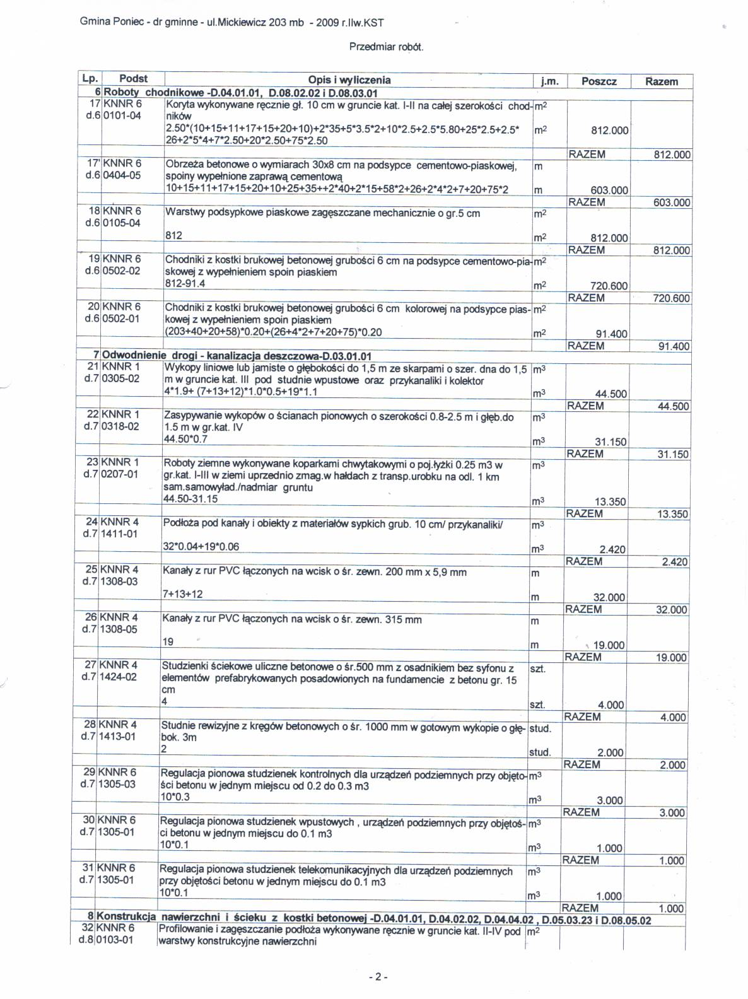 Gmina Poniec - dr gminne - ul.Mickiewicz 203 mb - 2009 r.IIw.KST
Przedmiar robót.
Lp. Podst Opis i wyliczenia j.m. Poszcz Razem
6 Roboty chodnikowe -D.04.01.01, D.08.02.02 i D.08.03.01
17 KNNR 6 Koryta wykonywane ręcznie gł. 10 cm w gruncie kat. I-II na całej szerokości chod- m2
d.6 0101-04 ników
2.50*(10+15+11+17+15+20+10)+2*35+5*3.5*2+10*2.5+2.5*5.80+25*2.5+2.5* m2 812.000
26+2*5*4+7*2.50+20*2.50+75*2.50
RAZEM 812.000
17' KNNR 6 Obrzeża betonowe o wymiarach 30x8 cm na podsypce cementowo-piaskowej, m
d.6 0404-05 spoiny wypełnione zaprawą cementową
10+15+11+17+15+20+10+25+35++2*40+2*15+58*2+26+2*4*2+7+20+75*2 m 603.000
RAZEM 603.000
18 KNNR 6 Warstwy podsypkowe piaskowe zagęszczane mechanicznie o gr.5 cm m2
d.6 0105-04
812 m2 812.000
RAZEM 812.000
19 KNNR 6 Chodniki z kostki brukowej betonowej grubości 6 cm na podsypce cementowo-pia- m2
d.6 0502-02 skowej z wypełnieniem spoin piaskiem
812-91.4 m2 720.600
RAZEM 720.600
20 KNNR 6 Chodniki z kostki brukowej betonowej grubości 6 cm kolorowej na podsypce pias- m2
d.6 0502-01 kowej z wypełnieniem spoin piaskiem
(203+40+20+58)*0.20+(26+4*2+7+20+75)*0.20 m2 91.400
RAZEM 91.400
7 Odwodnienie drogi - kanalizacja deszczowa-D.03.01.01
21 KNNR 1 Wykopy liniowe lub jamiste o głębokości do 1,5 m ze skarpami o szer. dna do 1,5 m3
d.7 0305-02 m w gruncie kat. III pod studnie wpustowe oraz przykanaliki i kolektor
4*1.9+ (7+13+12)*1.0*0.5+19*1.1 m3 44.500
RAZEM 44.500
22 KNNR 1 Zasypywanie wykopów o ścianach pionowych o szerokości 0.8-2.5 m i głęb.do m3
d.7 0318-02 1.5 m w gr.kat. IV
44.50*0.7 m3 31.150
RAZEM 31.150
23 KNNR 1 Roboty ziemne wykonywane koparkami chwytakowymi o poj.łyżki 0.25 m3 w m3
d.7 0207-01 gr.kat. I-III w ziemi uprzednio zmag.w hałdach z transp.urobku na odl. 1 km
sam.samowyład./nadmiar gruntu
44.50-31.15 m3 13.350
RAZEM 13.350
24 KNNR 4 Podłoża pod kanały i obiekty z materiałów sypkich grub. 10 cm/ przykanaliki/ m3
d.7 1411-01
32*0.04+19*0.06 m3 2.420
RAZEM 2.420
25 KNNR 4 Kanały z rur PVC łączonych na wcisk o śr. zewn. 200 mm x 5,9 mm m
d.7 1308-03
7+13+12 m 32.000
RAZEM 32.000
26 KNNR 4 Kanały z rur PVC łączonych na wcisk o śr. zewn. 315 mm m
d.7 1308-05
19 m 19.000
RAZEM 19.000
27 KNNR 4 Studzienki ściekowe uliczne betonowe o śr.500 mm z osadnikiem bez syfonu z szt.
d.7 1424-02 elementów prefabrykowanych posadowionych na fundamencie z betonu gr. 15
cm
4 szt. 4.000
RAZEM 4.000
28 KNNR 4 Studnie rewizyjne z kręgów betonowych o śr. 1000 mm w gotowym wykopie o głę- stud.
d.7 1413-01 bok. 3m
2 stud. 2.000
RAZEM 2.000
29 KNNR 6 Regulacja pionowa studzienek kontrolnych dla urządzeń podziemnych przy objęto- m3
d.7 1305-03 ści betonu w jednym miejscu od 0.2 do 0.3 m3
10*0.3 m3 3.000
RAZEM 3.000
30 KNNR 6 Regulacja pionowa studzienek wpustowych , urządzeń podziemnych przy objętoś- m3
d.7 1305-01 ci betonu w jednym miejscu do 0.1 m3
10*0.1 m3 1.000
RAZEM 1.000
31 KNNR 6 Regulacja pionowa studzienek telekomunikacyjnych dla urządzeń podziemnych m3
d.7 1305-01 przy objętości betonu w jednym miejscu do 0.1 m3
10*0.1 m3 1.000
RAZEM 1.000
8 Konstrukcja nawierzchni i ścieku z kostki betonowej -D.04.01.01, D.04.02.02, D.04.04.02 , D.05.03.23 i D.08.05.02
32 KNNR 6 Profilowanie i zagęszczanie podłoża wykonywane ręcznie w gruncie kat. II-IV pod m2
d.8 0103-01 warstwy konstrukcyjne nawierzchni
- 2 -